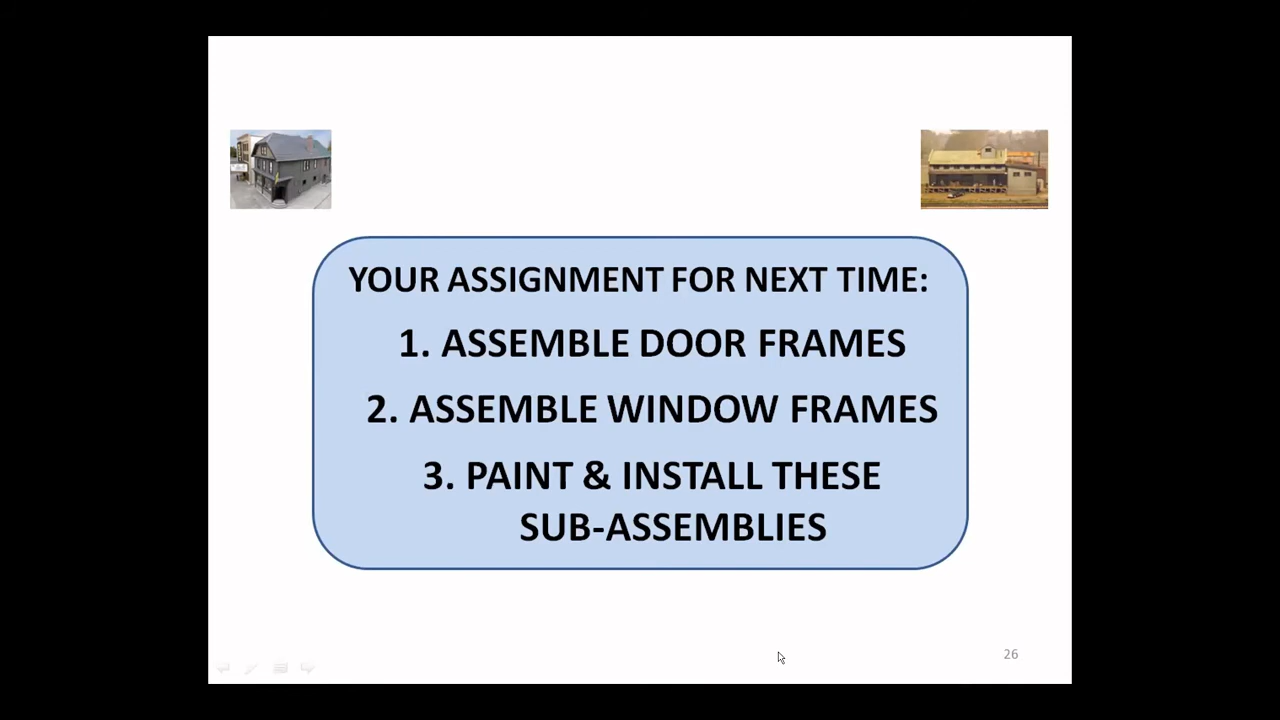 YOUR ASSIGNMENT FOR NEXT TIME:
1. ASSEMBLE DOOR FRAMES
2. ASSEMBLE WINDOW FRAMES
3. PAINT & INSTALL THESE
SUB-ASSEMBLIES
26